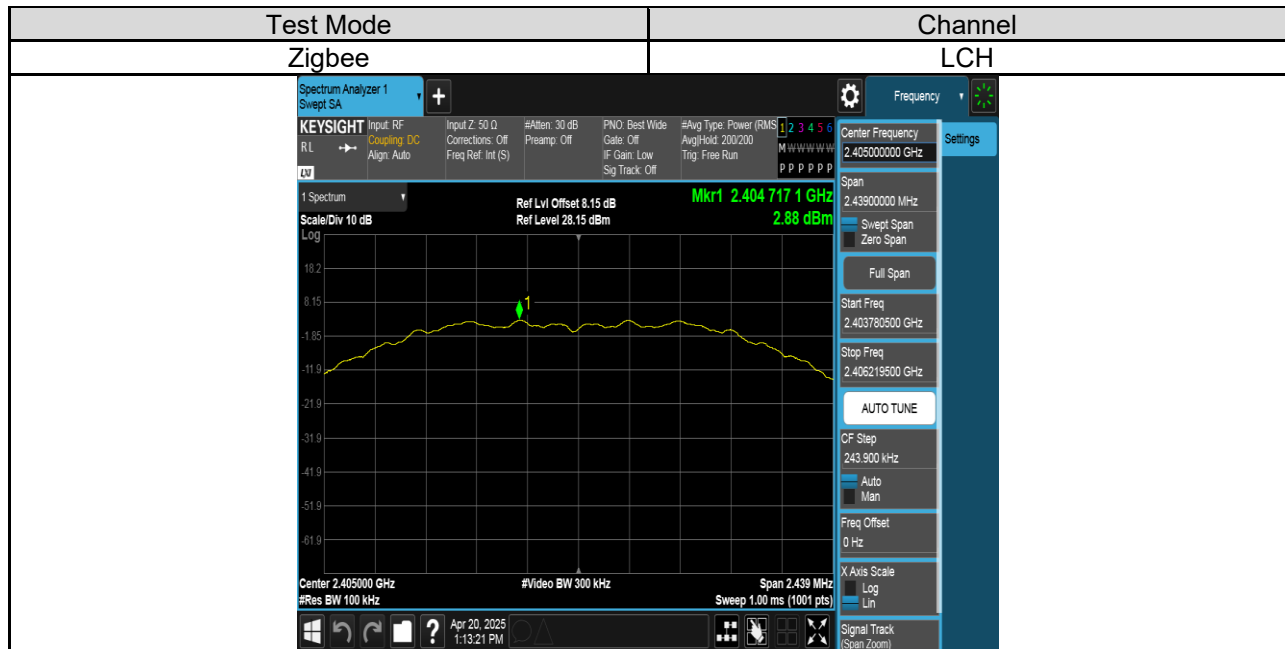 Test Mode Channel
Zigbee LCH
Spectrum Analyzer 1
Swept SA
+
Frequency
KEYSIGHT
RL
LXI
Input: RF
Coupling: DC
Align: Auto
Input Z: 50 Ω
Corrections: Off
Freq Ref: Int (S)
#Atten: 30 dB
Preamp: Off
PNO: Best Wide
Gate: Off
IF Gain: Low
Sig Track: Off
#Avg Type: Power (RMS
Avg|Hold: 200/200
Trig: Free Run
1 2 3 4 5 6
M W W W W W
P P P P P P
1 Spectrum
Scale/Div 10 dB
Log
Ref Lvl Offset 8.15 dB
Ref Level 28.15 dBm
Mkr1 2.404 717 1 GHz
2.88 dBm
18.2
8.15
-1.85
-11.9
-21.9
-31.9
-41.9
-51.9
-61.9
1
Center 2.405000 GHz
#Res BW 100 kHz
#Video BW 300 kHz
Span 2.439 MHz
Sweep 1.00 ms (1001 pts)
?
Apr 20, 2025
1:13:21 PM
Center Frequency
2.405000000 GHz
Settings
Span
2.43900000 MHz
Swept Span
Zero Span
Full Span
Start Freq
2.403780500 GHz
Stop Freq
2.406219500 GHz
AUTO TUNE
CF Step
243.900 kHz
Auto
Man
Freq Offset
0 Hz
X Axis Scale
Log
Lin
Signal Track
(Span Zoom)